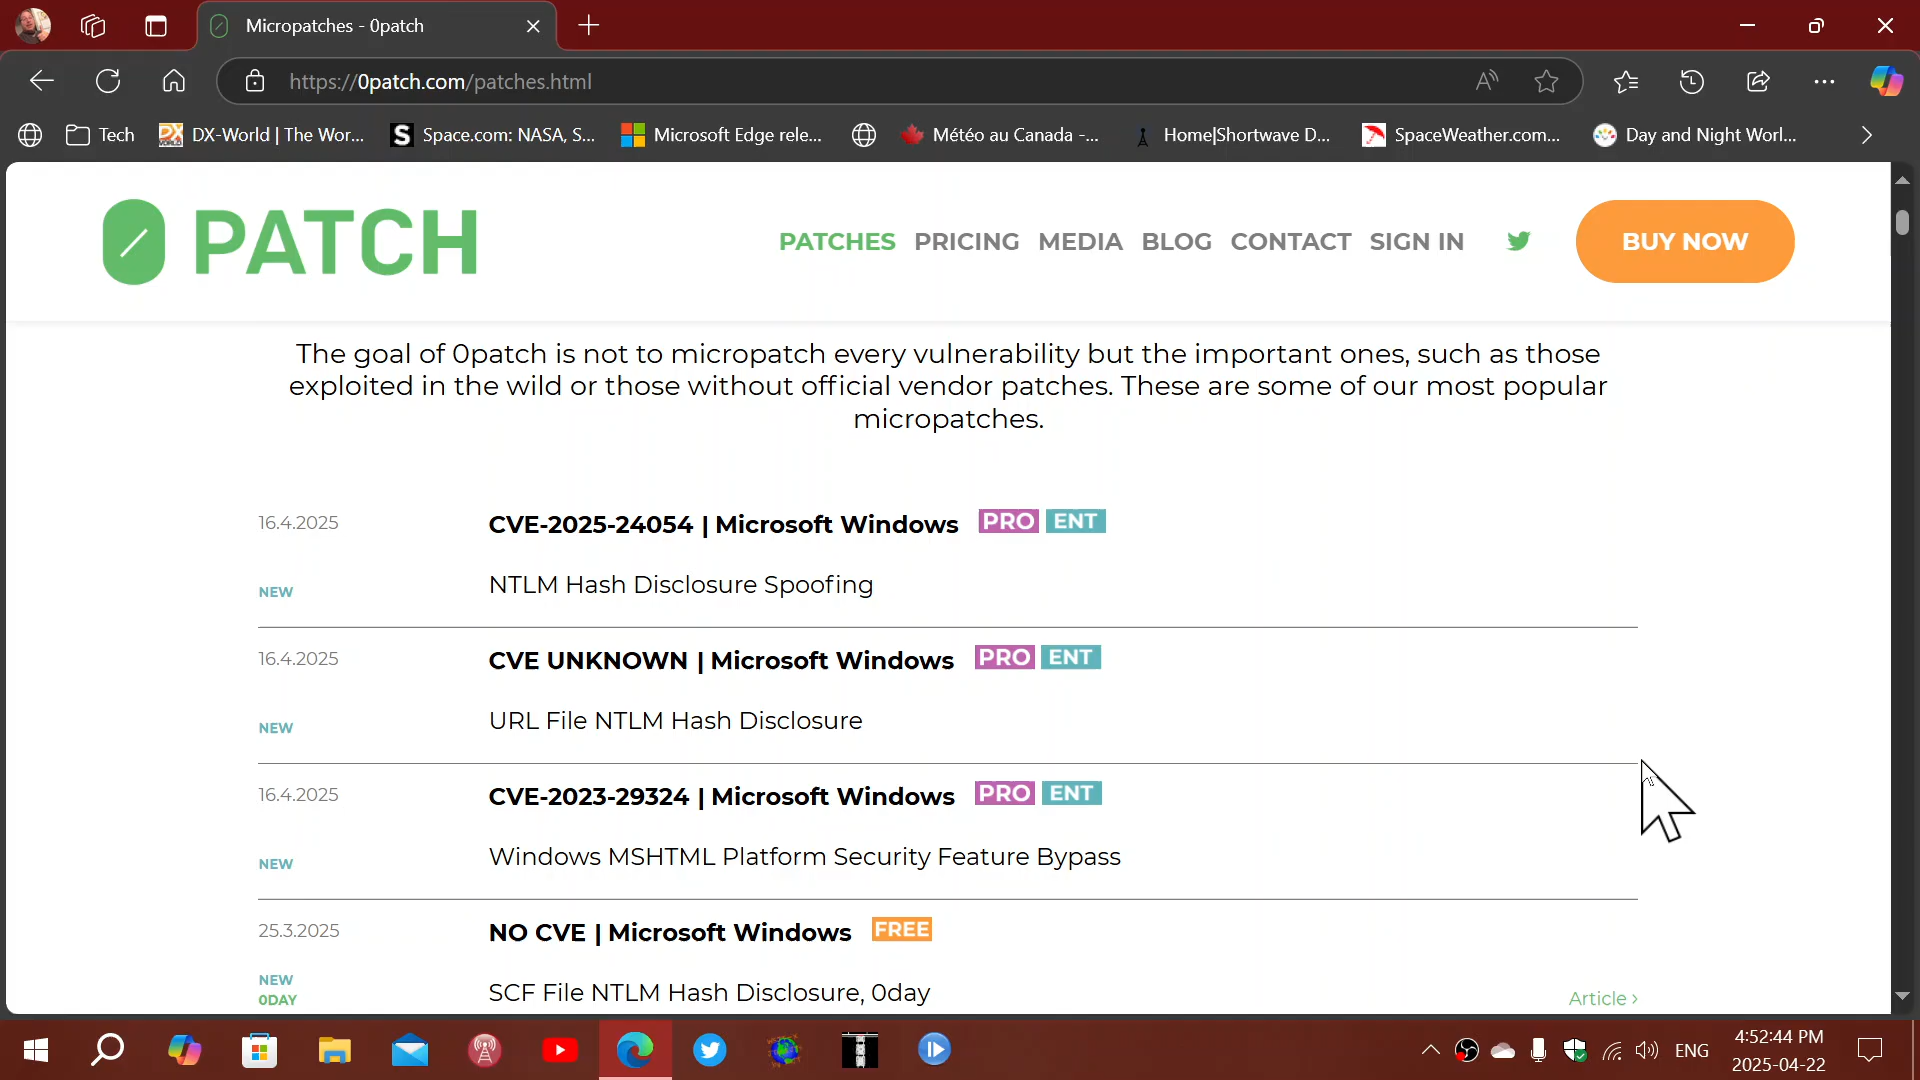 Micropatches - 0patch
https://0patch.com/patches.html
Tech
DX-World | The Wor...
Space.com: NASA, S...
Microsoft Edge rele...
Météo au Canada -...
Home|Shortwave D...
SpaceWeather.com...
Day and Night Worl...
0 PATCH
PATCHES PRICING MEDIA BLOG CONTACT SIGN IN
BUY NOW
The goal of 0patch is not to micropatch every vulnerability but the important ones, such as those
exploited in the wild or those without official vendor patches. These are some of our most popular
micropatches.
16.4.2025
CVE-2025-24054 | Microsoft Windows PRO ENT
NEW
NTLM Hash Disclosure Spoofing
16.4.2025
CVE UNKNOWN | Microsoft Windows PRO ENT
NEW
URL File NTLM Hash Disclosure
16.4.2025
CVE-2023-29324 | Microsoft Windows PRO ENT
NEW
Windows MSHTML Platform Security Feature Bypass
25.3.2025
NO CVE | Microsoft Windows FREE
NEW
0DAY
SCF File NTLM Hash Disclosure, 0day
Article ›
ENG
4:52:44 PM
2025-04-22